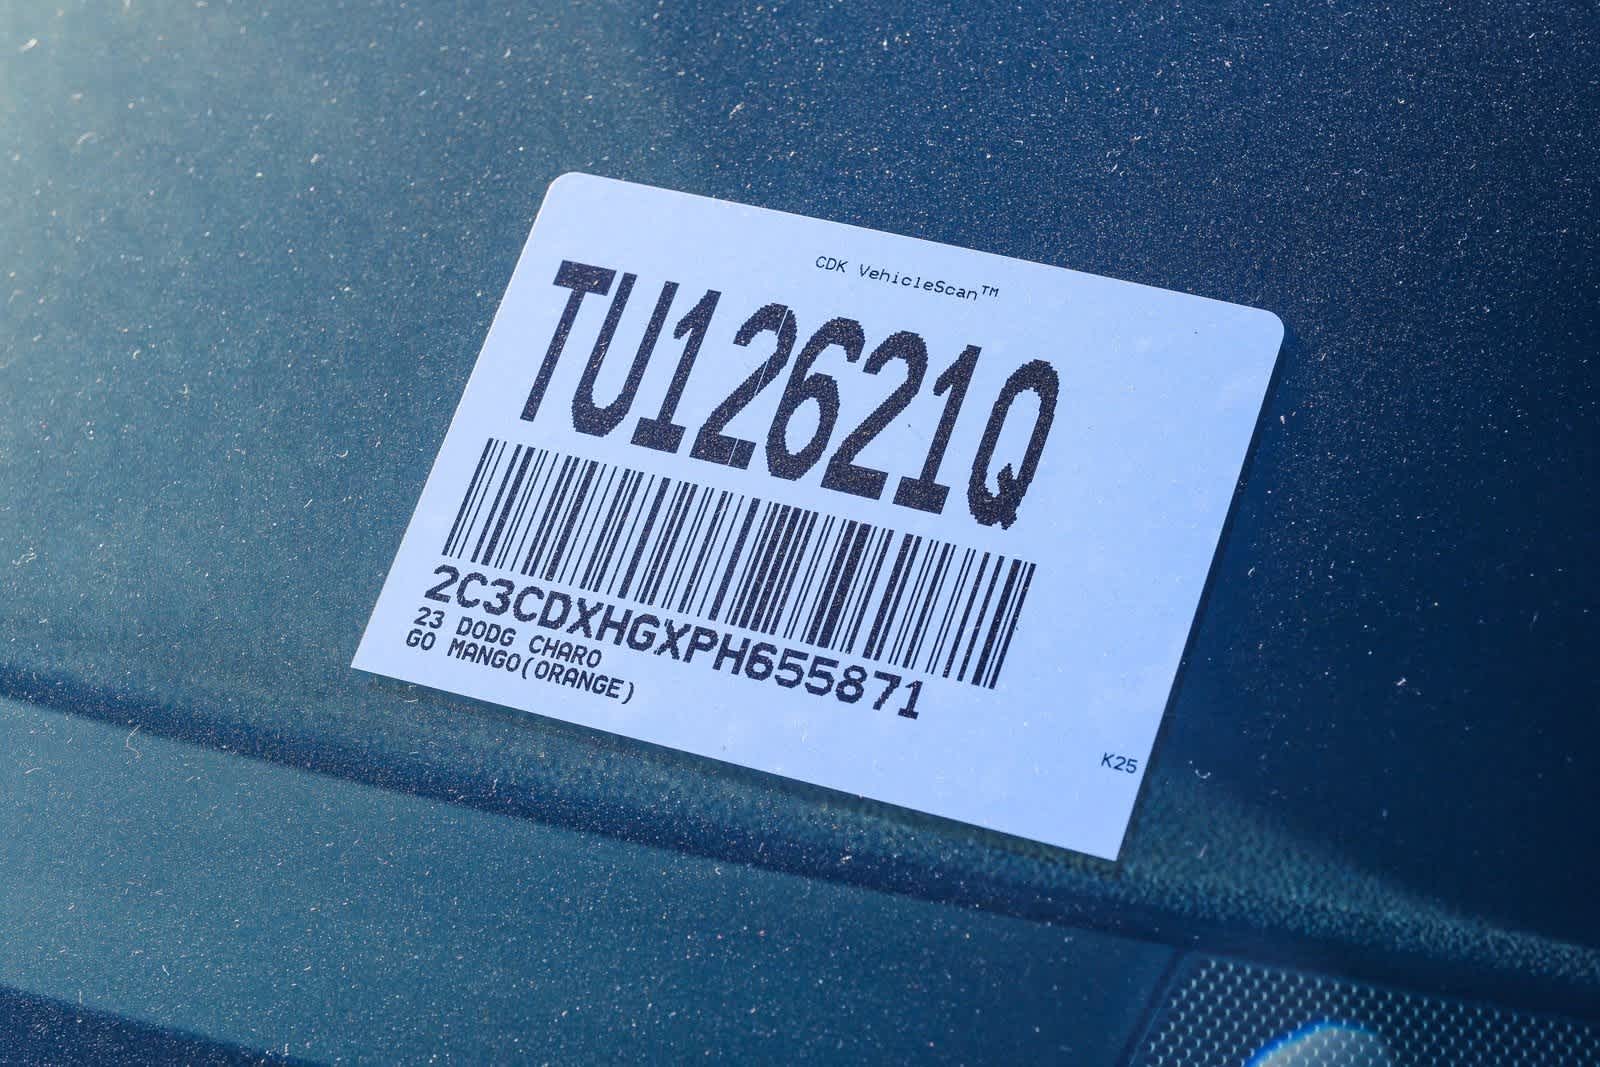 CDK VehicleScan™
TU12621Q
2C3CDXHGXPH655871
23 DODG CHARO
GO MANGO(ORANGE)
K25